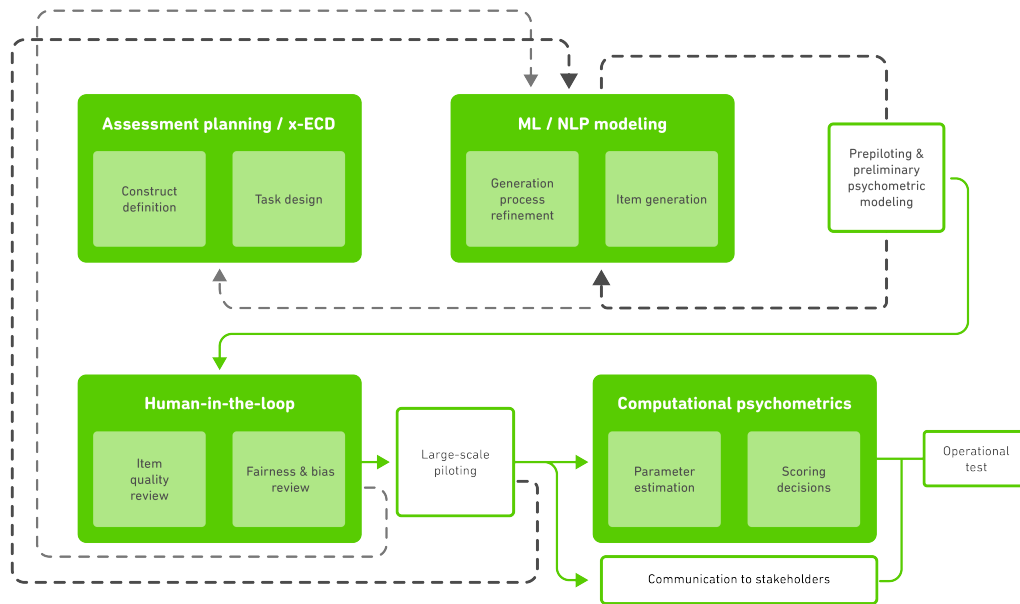 Assessment planning / x-ECD
Construct
definition
Task design
ML / NLP modeling
Generation
process
refinement
Item generation
Prepiloting &
preliminary
psychometric
modeling
Human-in-the-loop
Item
quality
review
Fairness & bias
review
Large-scale
piloting
Computational psychometrics
Parameter
estimation
Scoring
decisions
Operational
test
Communication to stakeholders